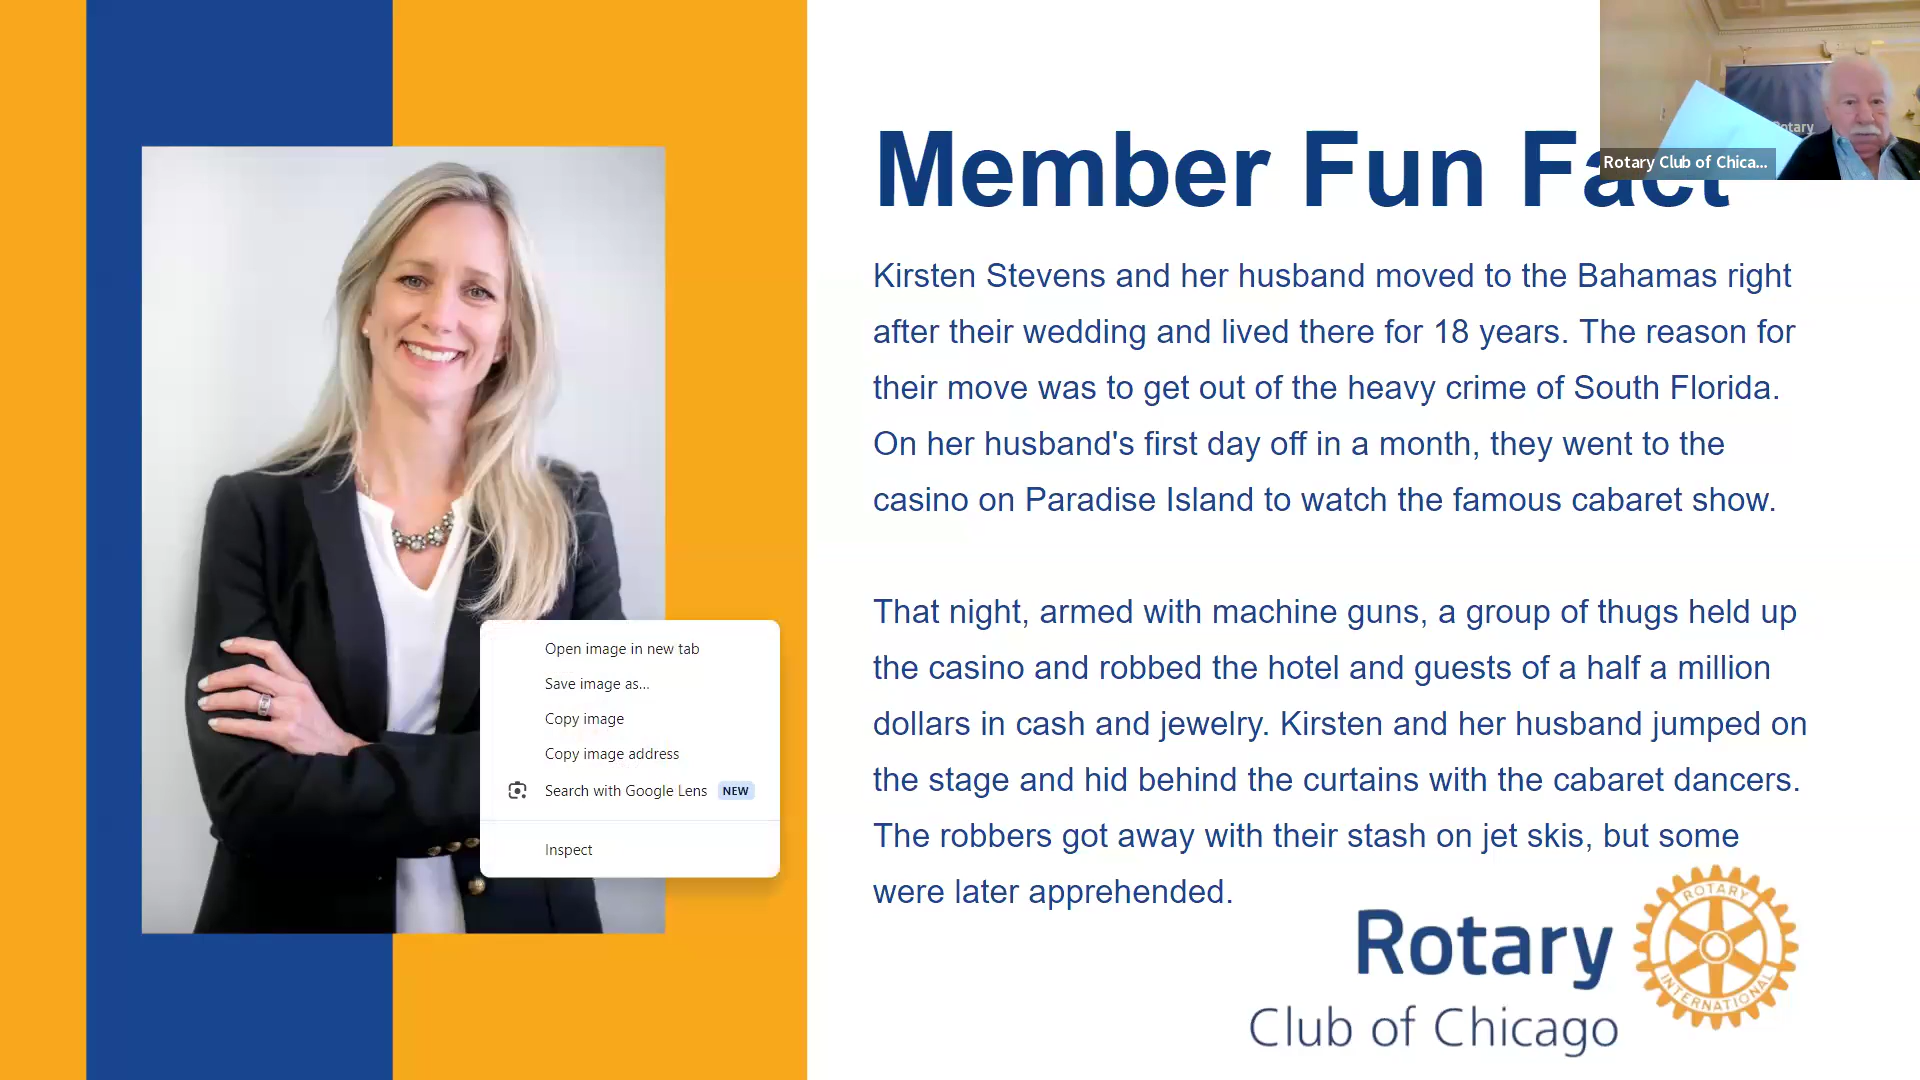 Member Fun Fact
Rotary
Rotary Club of Chica...
Kirsten Stevens and her husband moved to the Bahamas right
after their wedding and lived there for 18 years. The reason for
their move was to get out of the heavy crime of South Florida.
On her husband's first day off in a month, they went to the
casino on Paradise Island to watch the famous cabaret show.
That night, armed with machine guns, a group of thugs held up
the casino and robbed the hotel and guests of a half a million
dollars in cash and jewelry. Kirsten and her husband jumped on
the stage and hid behind the curtains with the cabaret dancers.
The robbers got away with their stash on jet skis, but some
were later apprehended.
Open image in new tab
Save image as...
Copy image
Copy image address
Search with Google Lens NEW
Inspect
Rotary
Club of Chicago
ROTARY
INTERNATIONAL